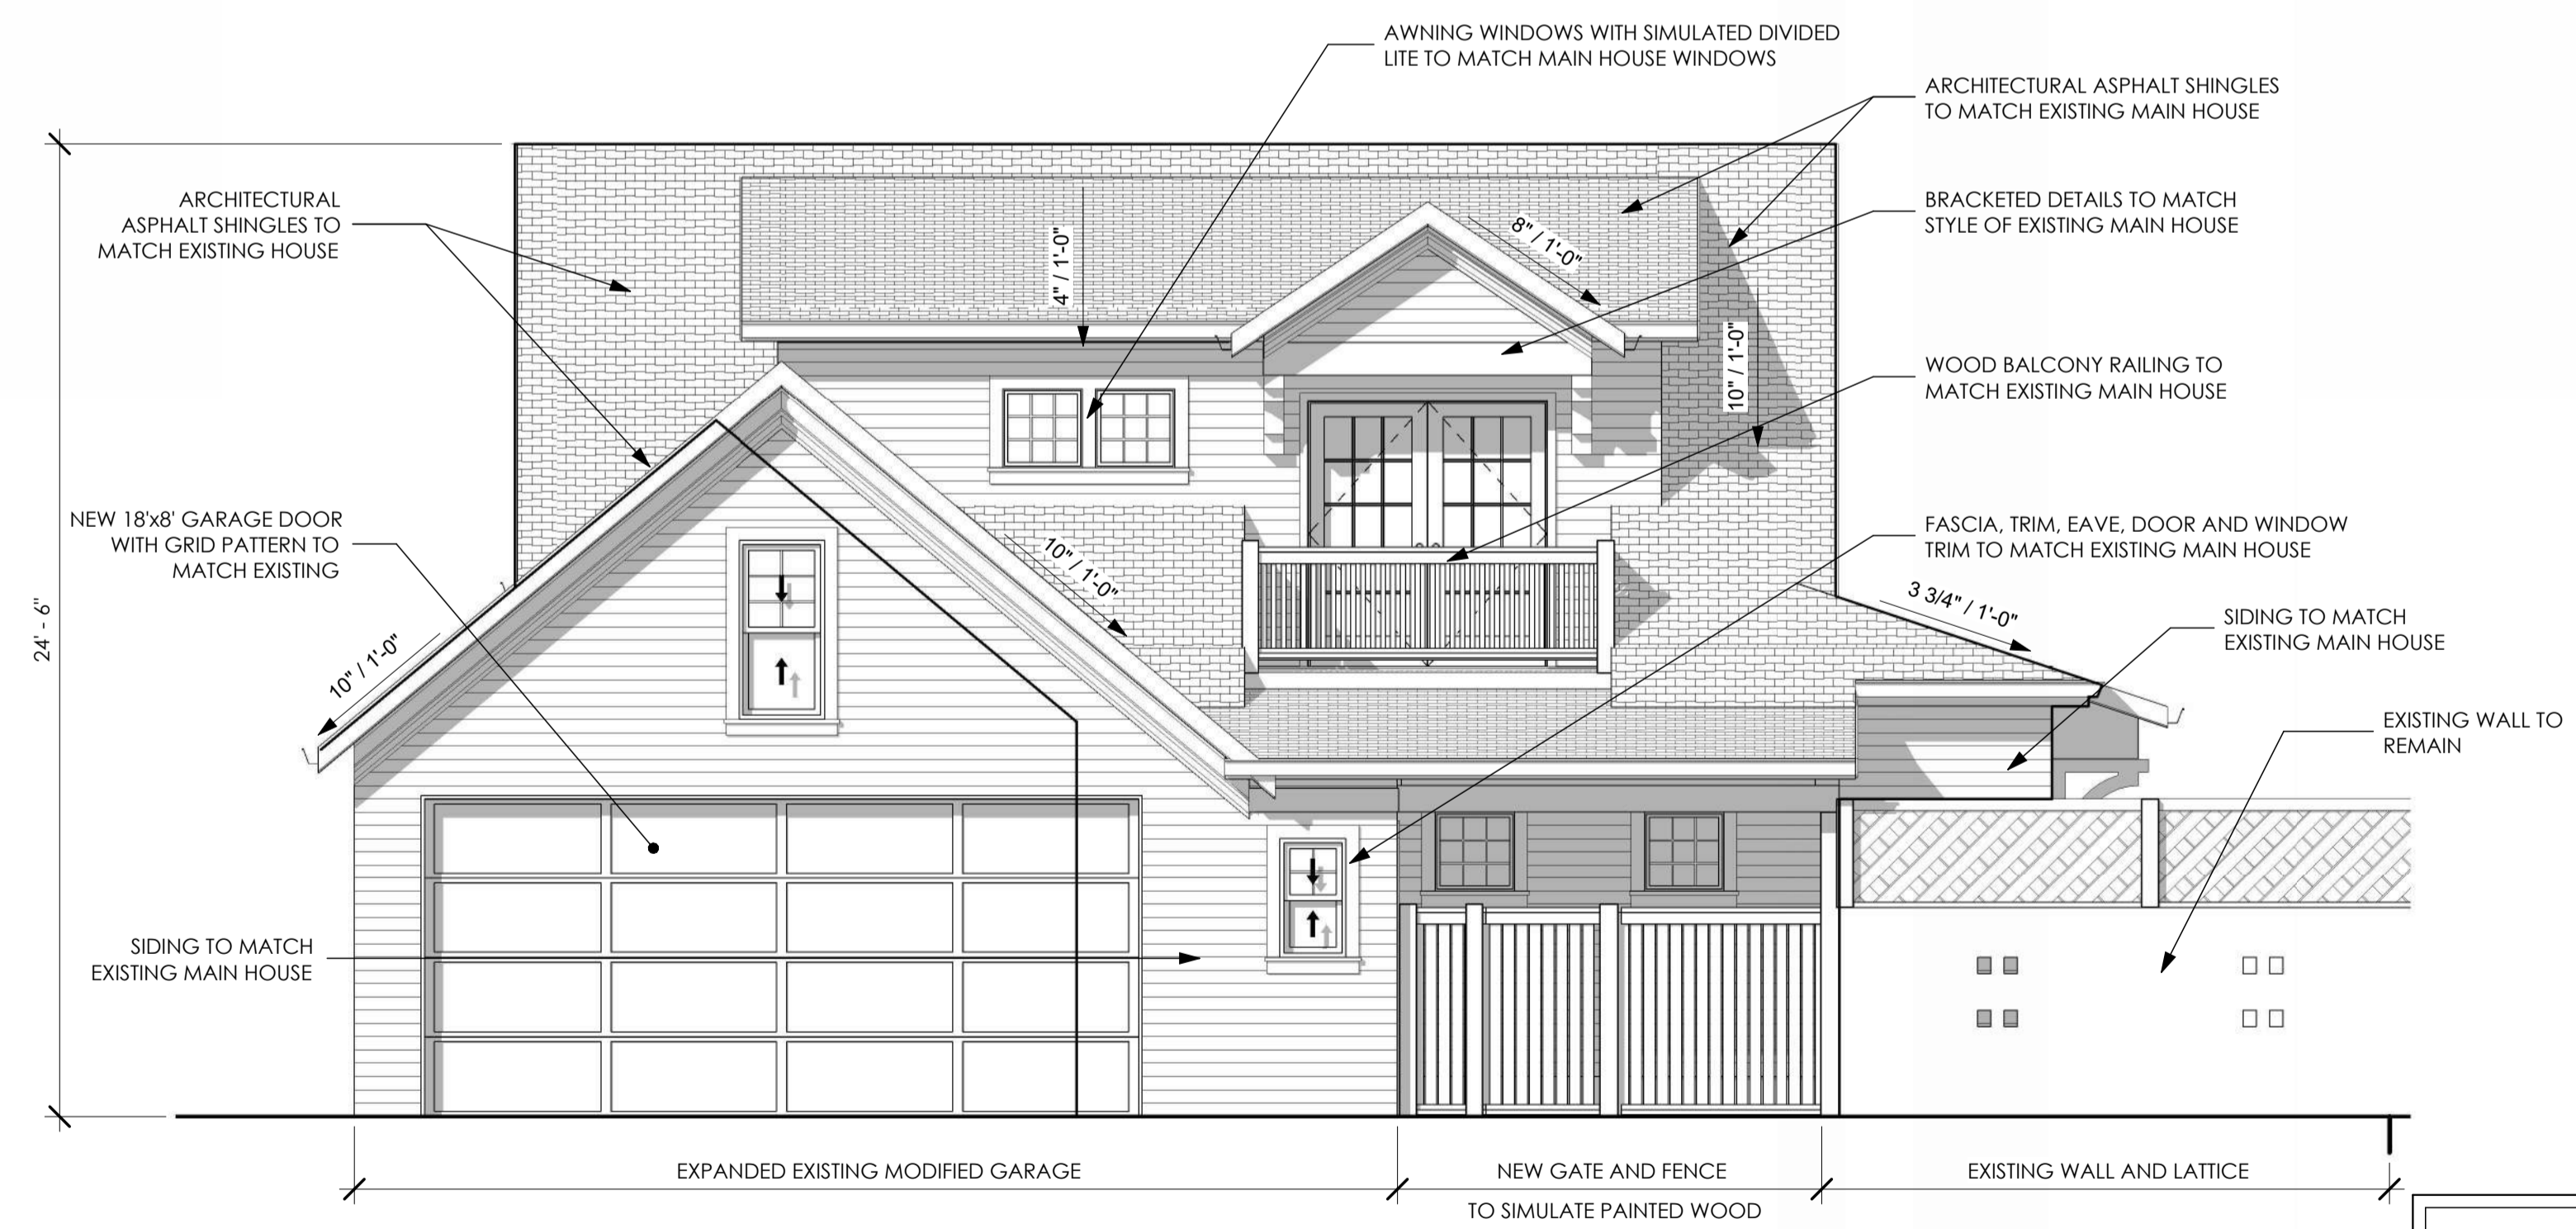 AWNING WINDOWS WITH SIMULATED DIVIDED
LITE TO MATCH MAIN HOUSE WINDOWS
ARCHITECTURAL ASPHALT SHINGLES
TO MATCH EXISTING MAIN HOUSE
ARCHITECTURAL
ASPHALT SHINGLES TO
MATCH EXISTING HOUSE
BRACKETED DETAILS TO MATCH
STYLE OF EXISTING MAIN HOUSE
4" / 1'-0"
8" / 1'-0"
10" / 1'-0"
WOOD BALCONY RAILING TO
MATCH EXISTING MAIN HOUSE
NEW 18'x8' GARAGE DOOR
WITH GRID PATTERN TO
MATCH EXISTING
FASCIA, TRIM, EAVE, DOOR AND WINDOW
TRIM TO MATCH EXISTING MAIN HOUSE
10" / 1'-0"
3 3/4" / 1'-0"
24' - 6"
10" / 1'-0"
SIDING TO MATCH
EXISTING MAIN HOUSE
EXISTING WALL TO
REMAIN
SIDING TO MATCH
EXISTING MAIN HOUSE
EXPANDED EXISTING MODIFIED GARAGE
NEW GATE AND FENCE
TO SIMULATE PAINTED WOOD
EXISTING WALL AND LATTICE